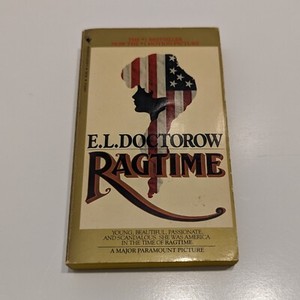 E.L.DOCTOROW
RAGTIME
YOUNG, BEAUTIFUL, PASSIONATE,
AND SCANDALOUS. SHE WAS AMERICA
IN THE TIME OF RAGTIME.
A MAJOR PARAMOUNT PICTURE